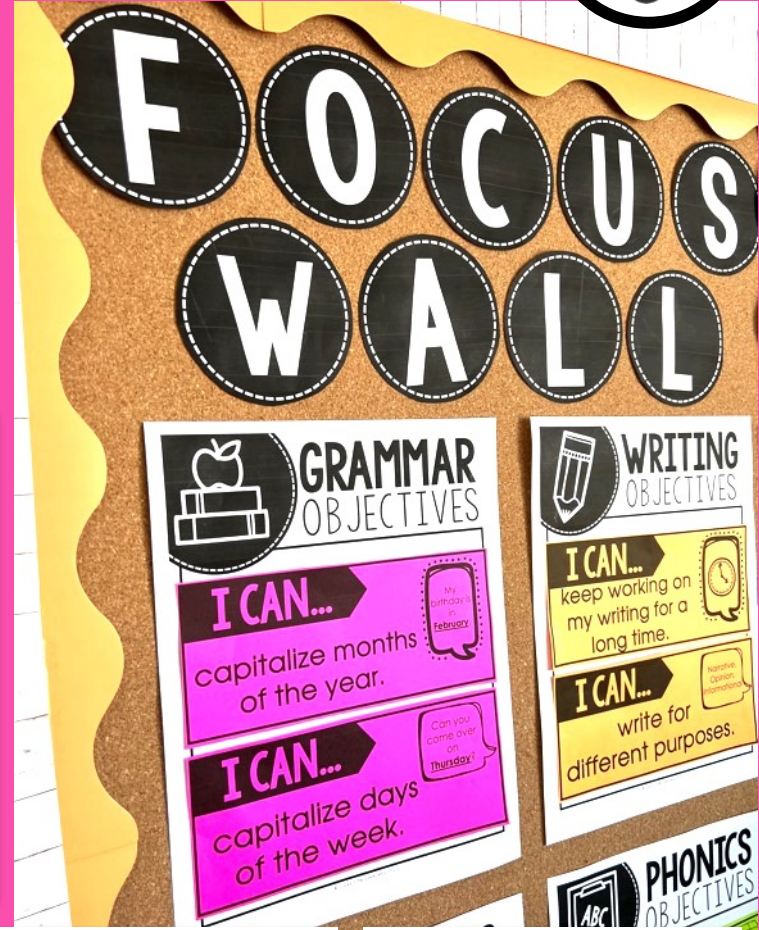 FOCUS
WALL
GRAMMAR
OBJECTIVES
I CAN...
capitalize months
of the year.
My
birthday is
in
February
I CAN...
capitalize days
of the week.
Can you
come over
on
Thursday?
WRITING
OBJECTIVES
I CAN...
keep working on
my writing for a
long time.
I CAN...
write for
different purposes.
Narrative,
Opinion,
Informational
PHONICS
OBJECTIVES
ABC